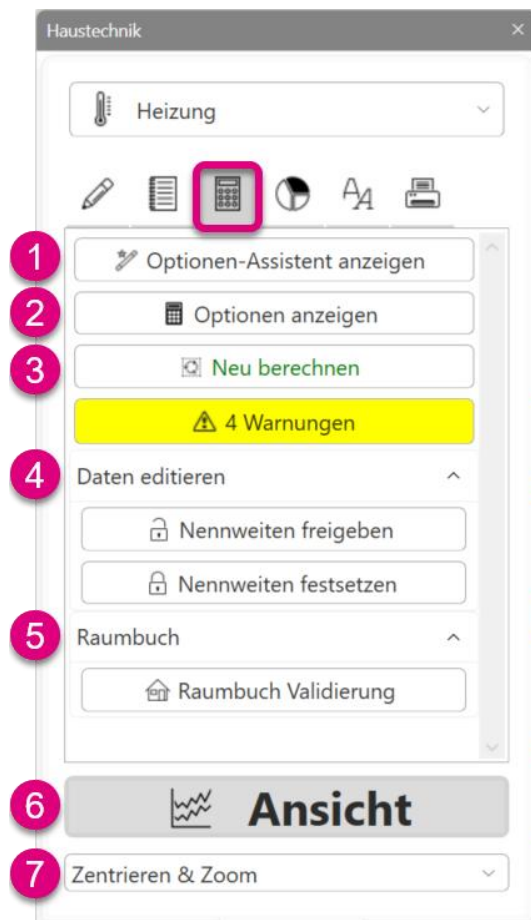 Haustechnik
Heizung
1 Optionen-Assistent anzeigen
2 Optionen anzeigen
3 Neu berechnen
4 Warnungen
4 Daten editieren
Nennweiten freigeben
Nennweiten festsetzen
5 Raumbuch
Raumbuch Validierung
6 Ansicht
7 Zentrieren & Zoom